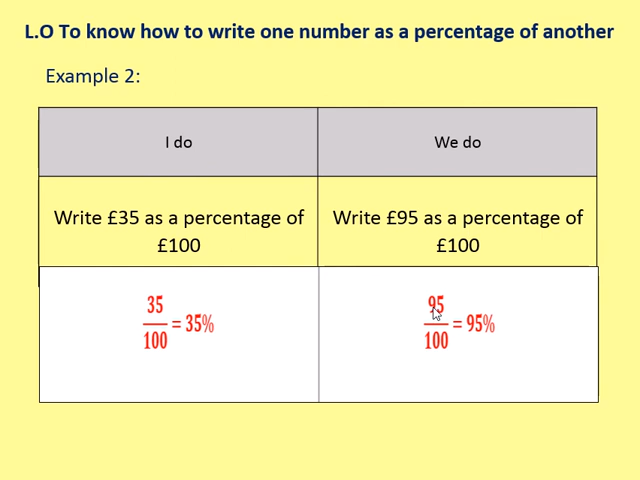 L.O To know how to write one number as a percentage of another
Example 2:
I do
We do
Write £35 as a percentage of
£100
Write £95 as a percentage of
£100
35
100
= 35%
95
100
= 95%